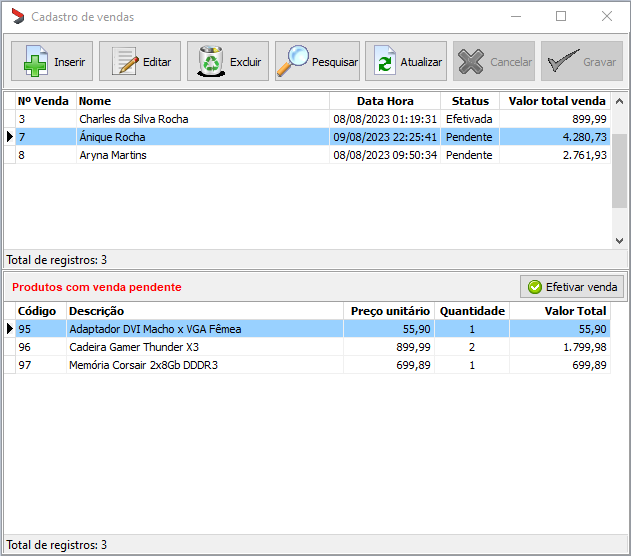 Cadastro de vendas
Inserir Editar Excluir Pesquisar Atualizar Cancelar Gravar
Nº Venda Nome Data Hora Status Valor total venda
3 Charles da Silva Rocha 08/08/2023 01:19:31 Efetivada 899,99
7 Ánique Rocha 09/08/2023 22:25:41 Pendente 4.280,73
8 Aryna Martins 08/08/2023 09:50:34 Pendente 2.761,93
Total de registros: 3
Produtos com venda pendente Efetivar venda
Código Descrição Preço unitário Quantidade Valor Total
95 Adaptador DVI Macho x VGA Fêmea 55,90 1 55,90
96 Cadeira Gamer Thunder X3 899,99 2 1.799,98
97 Memória Corsair 2x8Gb DDDR3 699,89 1 699,89
Total de registros: 3